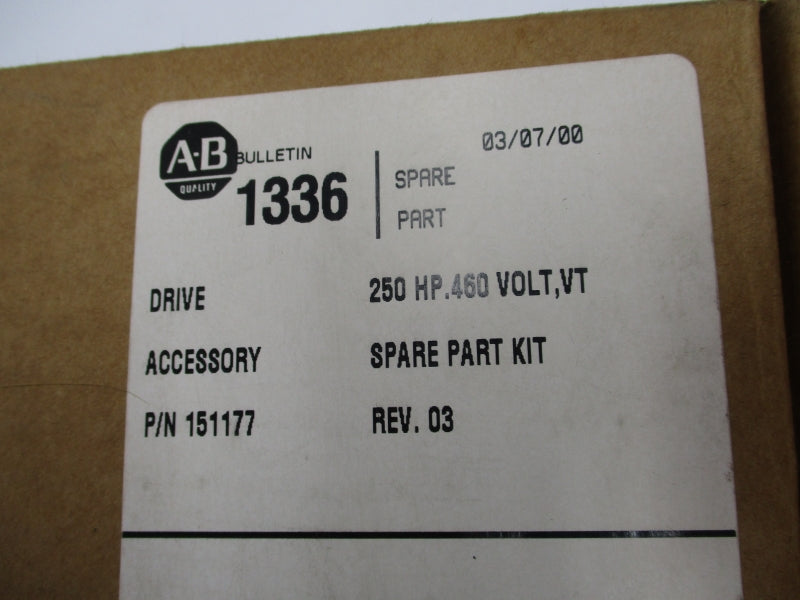 A·B
QUALITY
BULLETIN
1336
SPARE
PART
03/07/00
DRIVE 250 HP.460 VOLT,VT
ACCESSORY SPARE PART KIT
P/N 151177 REV. 03